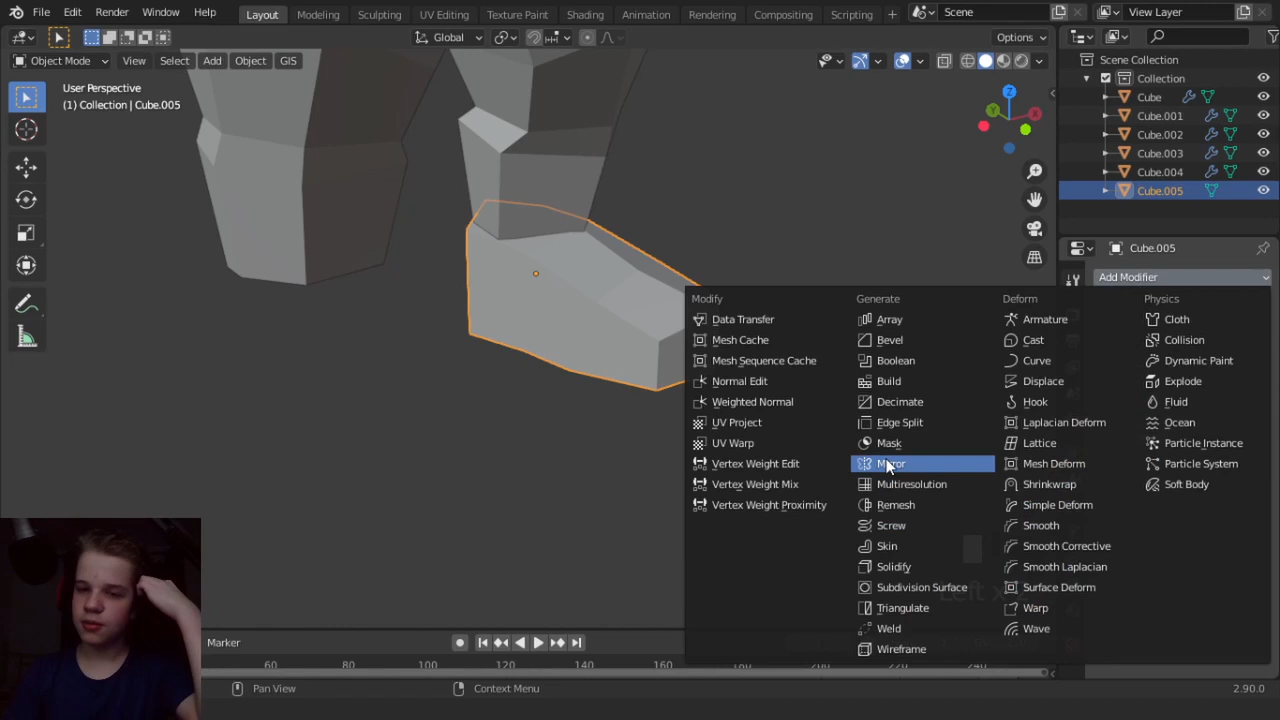 File Edit Render Window Help Layout Modeling Sculpting UV Editing Texture Paint Shading Animation Rendering Compositing Scripting + Scene View Layer
Global Options
Object Mode View Select Add Object GIS
User Perspective
(1) Collection | Cube.005
Z
Y
X
Scene Collection
Collection
Cube
Cube.001
Cube.002
Cube.003
Cube.004
Cube.005
Cube.005
Add Modifier
Modify Generate Deform Physics
Data Transfer Array Armature Cloth
Mesh Cache Bevel Cast Collision
Mesh Sequence Cache Boolean Curve Dynamic Paint
Normal Edit Build Displace Explode
Weighted Normal Decimate Hook Fluid
UV Project Edge Split Laplacian Deform Ocean
UV Warp Mask Lattice Particle Instance
Vertex Weight Edit Mirror Mesh Deform Particle System
Vertex Weight Mix Multiresolution Shrinkwrap Soft Body
Vertex Weight Proximity Remesh Simple Deform
Screw Smooth
Skin Smooth Corrective
Solidify Smooth Laplacian
Subdivision Surface Surface Deform
Triangulate Warp
Weld Wave
Wireframe
Left x
Marker
60 80 100 120 140 160 180 200 220 240
Pan View Context Menu 2.90.0